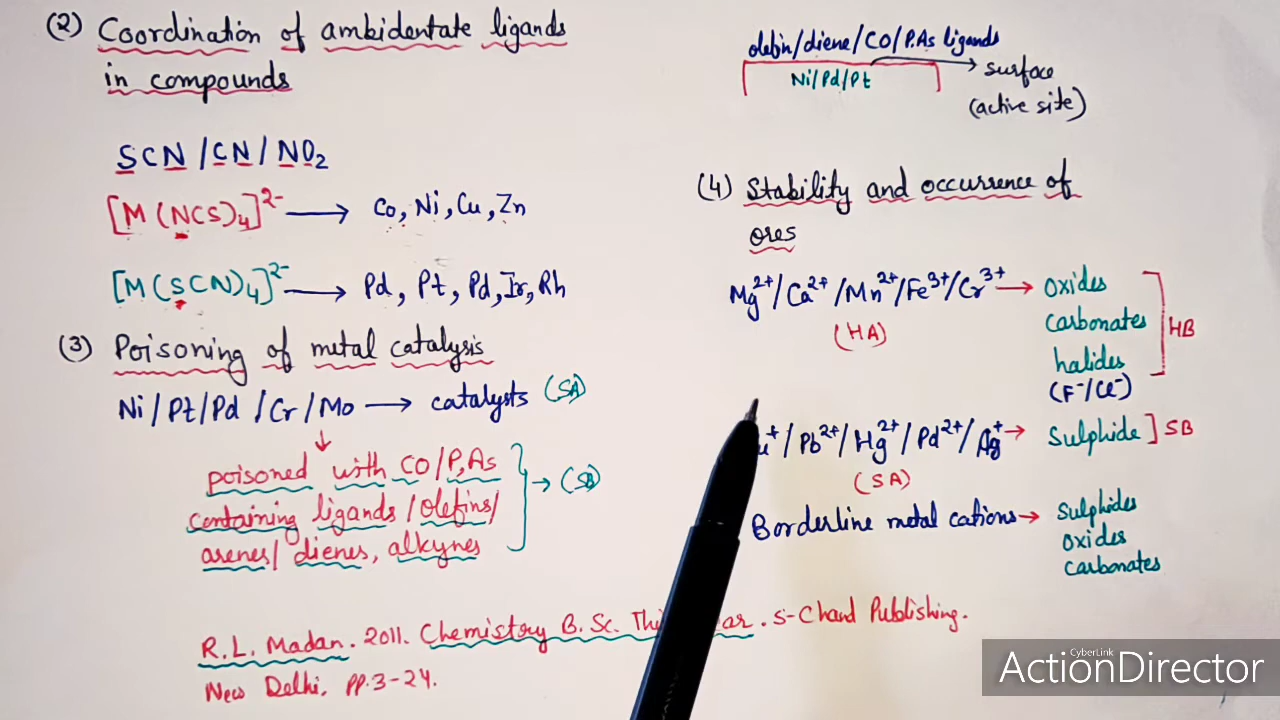 (2) Coordination of ambidentate ligands
in compounds
SCN / CN / NO₂
[M (NCS)₄]²⁻ → Co, Ni, Cu, Zn
[M (SCN)₄]²⁻ → Pd, Pt, Pd, Ir, Rh
(3) Poisoning of metal catalysis
Ni / Pt / Pd / Cr / Mo → catalysts (SA)
↓
poisoned with CO / P, As
containing ligands / olefins /
arenes / dienes, alkynes
→ (SB)
olefin/diene/CO/P,As ligands
Ni/Pd/Pt → surface
(active site)
(4) Stability and occurrence of
ores
Mg²⁺/Ca²⁺/Mn²⁺/Fe³⁺/Cr³⁺ → oxides
(HA)
carbonates
halides
(F⁻/Cl⁻)
HB
/ Pb²⁺ / Hg²⁺ / Pd²⁺ / Ag⁺ → Sulphide ] SB
(SA)
Borderline metal cations → Sulphides
oxides
carbonates
R.L. Madan. 2011. Chemistry B.Sc. . S-Chand Publishing.
New Delhi, pp.3-24.
CyberLink
ActionDirector